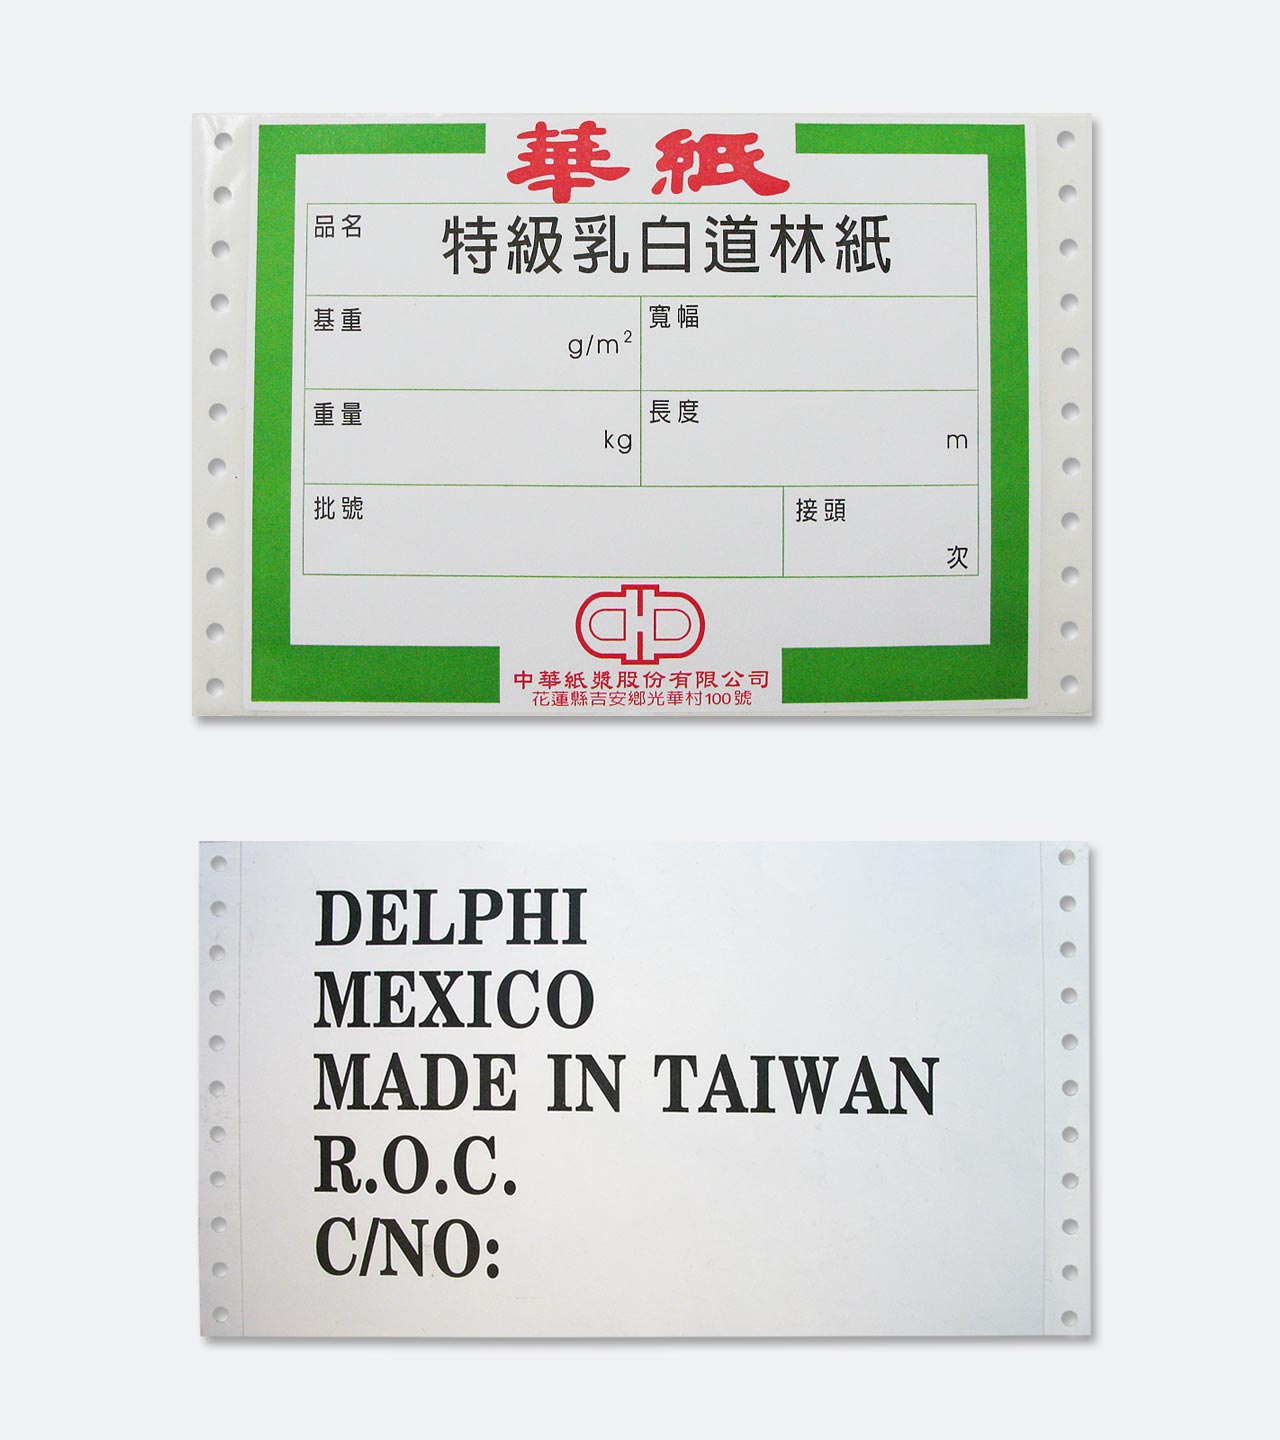 華紙
品名 特級乳白道林紙
基重 g/m² 寬幅
重量 kg 長度 m
批號 接頭 次
中華紙漿股份有限公司
花蓮縣吉安鄉光華村100號
DELPHI
MEXICO
MADE IN TAIWAN
R.O.C.
C/NO: